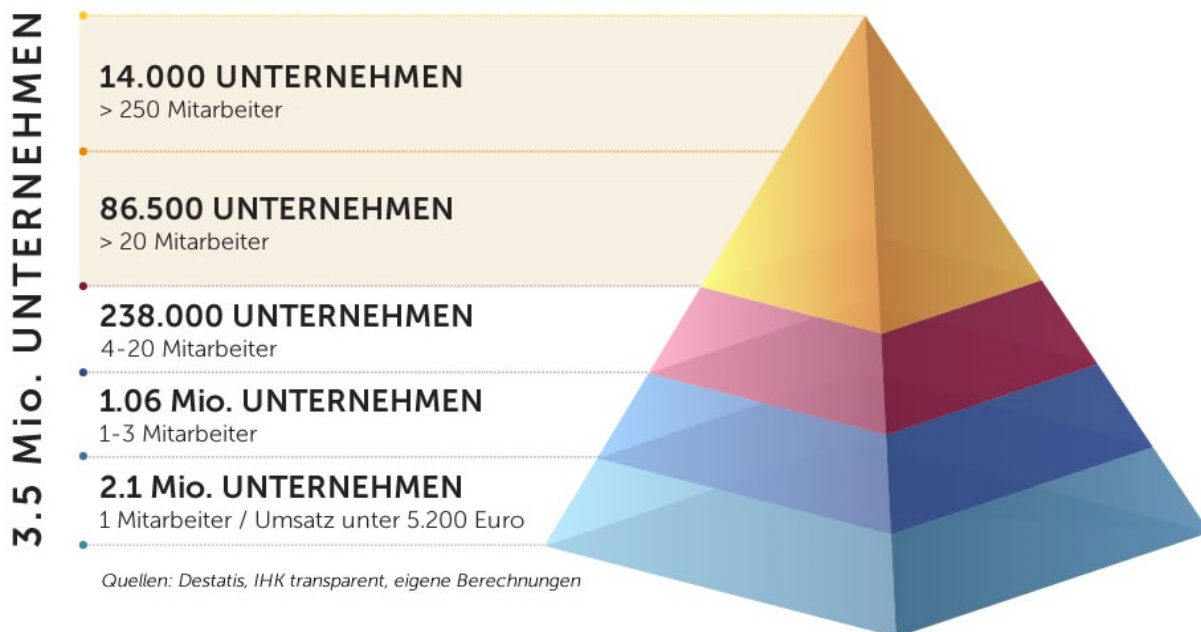 3.5 Mio. UNTERNEHMEN
14.000 UNTERNEHMEN
> 250 Mitarbeiter
86.500 UNTERNEHMEN
> 20 Mitarbeiter
238.000 UNTERNEHMEN
4-20 Mitarbeiter
1.06 Mio. UNTERNEHMEN
1-3 Mitarbeiter
2.1 Mio. UNTERNEHMEN
1 Mitarbeiter / Umsatz unter 5.200 Euro
Quellen: Destatis, IHK transparent, eigene Berechnungen